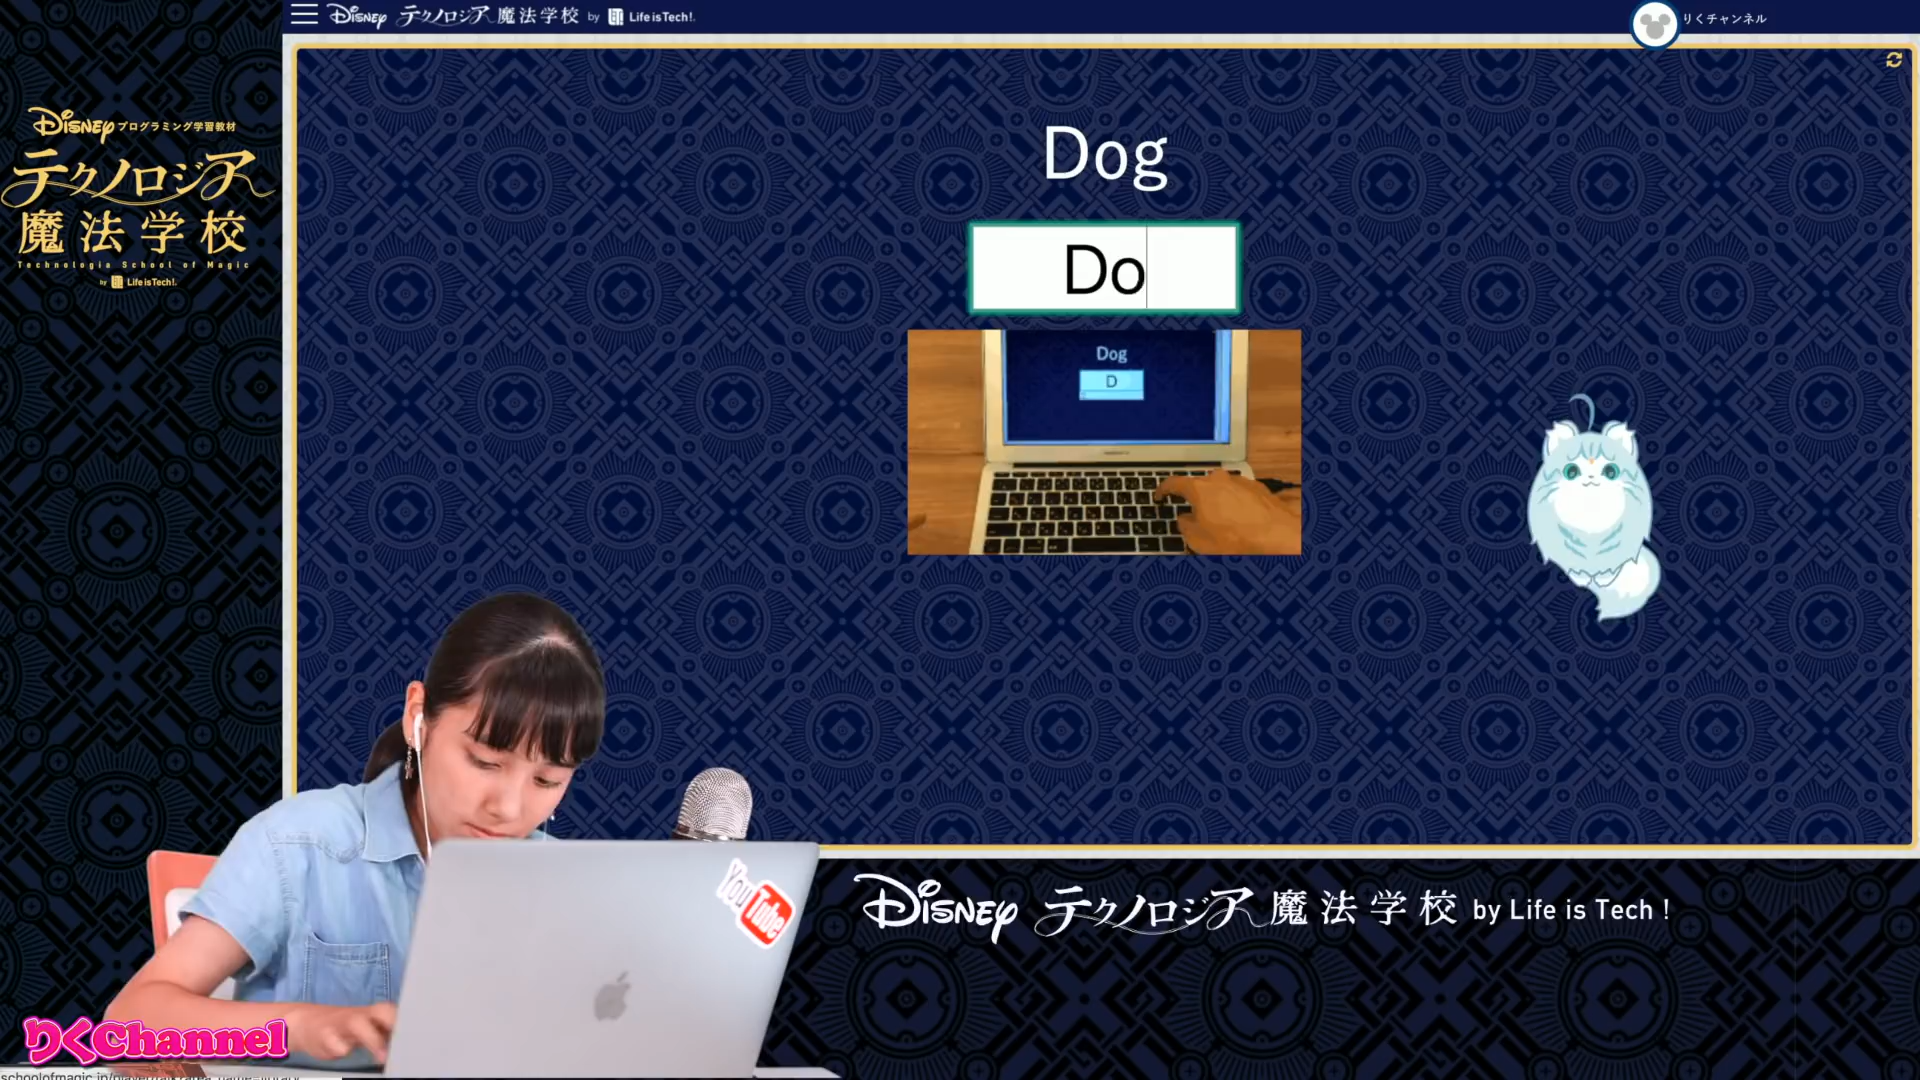 Disney テクノロジア魔法学校 by Life is Tech!.
りくチャンネル
Disney プログラミング学習教材
テクノロジア
魔法学校
Technologia School of Magic
by Life is Tech!.
Dog
Do
Dog
D
YouTube
Disney テクノロジア魔法学校 by Life is Tech !
りくChannel